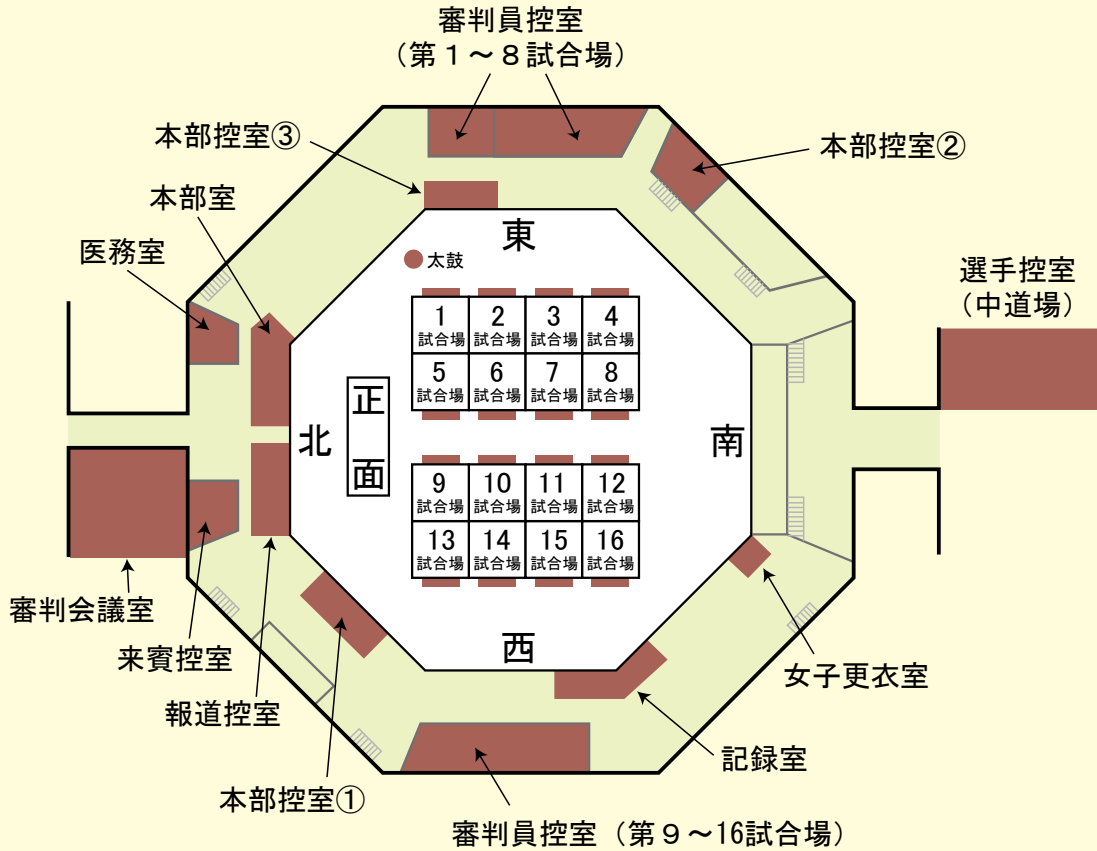 審判員控室
（第１～８試合場）
本部控室③
本部控室②
本部室
医務室
選手控室
（中道場）
東
太鼓
1
試合場
2
試合場
3
試合場
4
試合場
5
試合場
6
試合場
7
試合場
8
試合場
正
面
北
南
9
試合場
10
試合場
11
試合場
12
試合場
13
試合場
14
試合場
15
試合場
16
試合場
西
審判会議室
来賓控室
報道控室
本部控室①
女子更衣室
記録室
審判員控室（第９～16試合場）